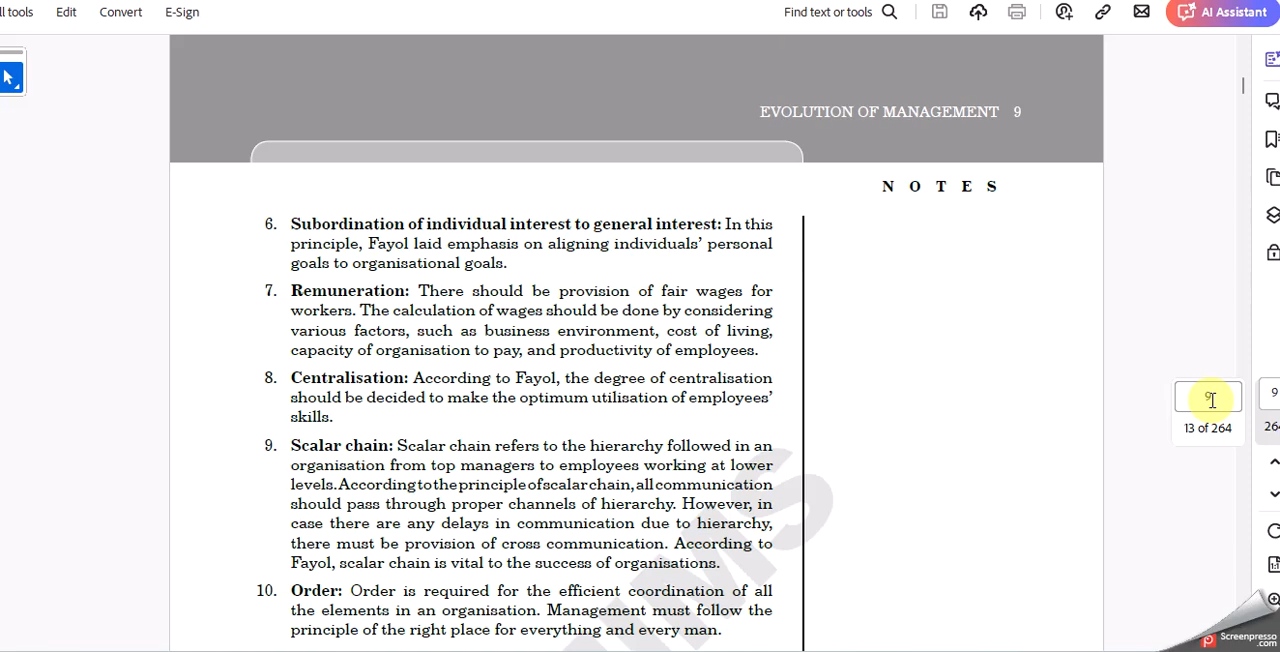 ll tools Edit Convert E-Sign Find text or tools AI Assistant
EVOLUTION OF MANAGEMENT 9
N O T E S
6. Subordination of individual interest to general interest: In this
principle, Fayol laid emphasis on aligning individuals' personal
goals to organisational goals.
7. Remuneration: There should be provision of fair wages for
workers. The calculation of wages should be done by considering
various factors, such as business environment, cost of living,
capacity of organisation to pay, and productivity of employees.
8. Centralisation: According to Fayol, the degree of centralisation
should be decided to make the optimum utilisation of employees'
skills.
9. Scalar chain: Scalar chain refers to the hierarchy followed in an
organisation from top managers to employees working at lower
levels. According to the principle of scalar chain, all communication
should pass through proper channels of hierarchy. However, in
case there are any delays in communication due to hierarchy,
there must be provision of cross communication. According to
Fayol, scalar chain is vital to the success of organisations.
10. Order: Order is required for the efficient coordination of all
the elements in an organisation. Management must follow the
principle of the right place for everything and every man.
9
13 of 264
9
264
1:1
IMS
Screenpresso
.com